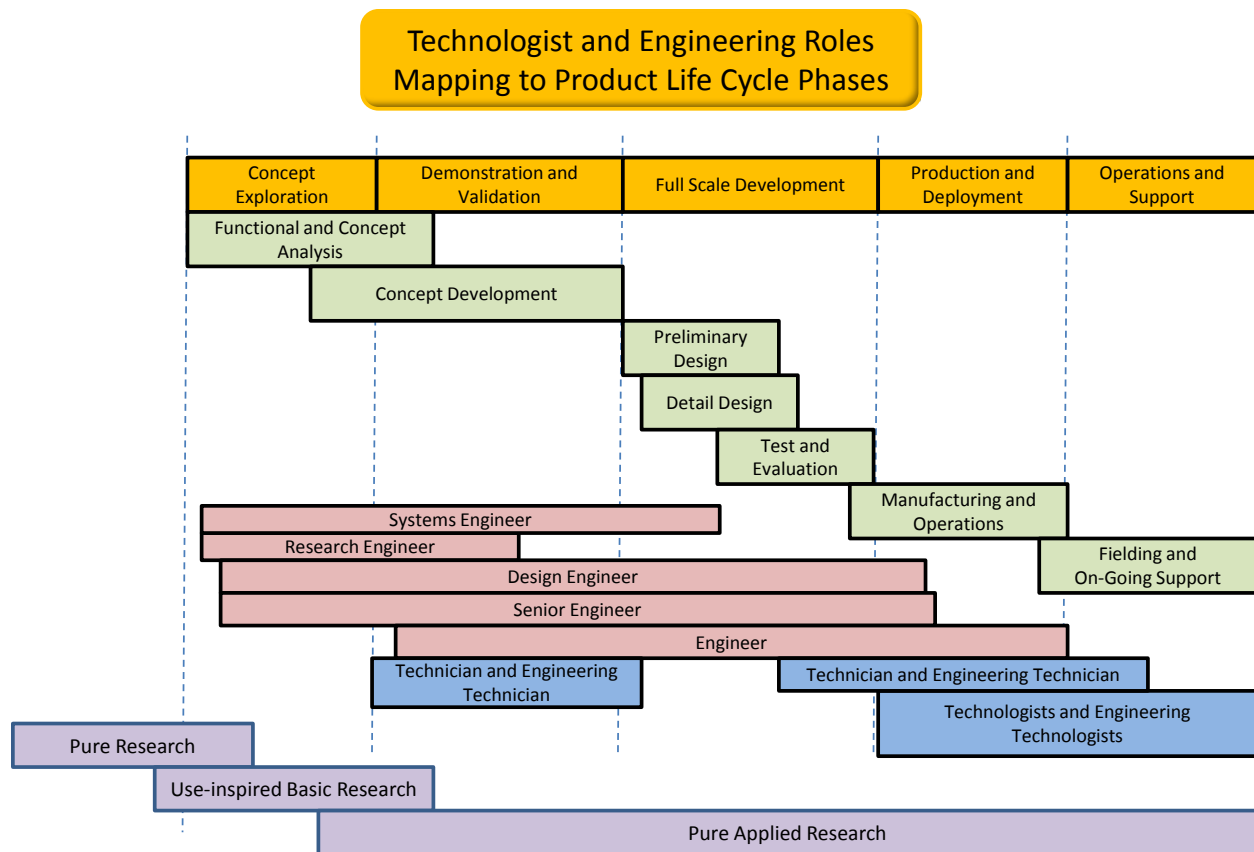 Technologist and Engineering Roles
Mapping to Product Life Cycle Phases
Concept
Exploration
Demonstration and
Validation
Full Scale Development
Production and
Deployment
Operations and
Support
Functional and Concept
Analysis
Concept Development
Preliminary
Design
Detail Design
Test and
Evaluation
Manufacturing and
Operations
Systems Engineer
Research Engineer
Fielding and
On-Going Support
Design Engineer
Senior Engineer
Engineer
Technician and Engineering
Technician
Technician and Engineering Technician
Technologists and Engineering
Technologists
Pure Research
Use-inspired Basic Research
Pure Applied Research